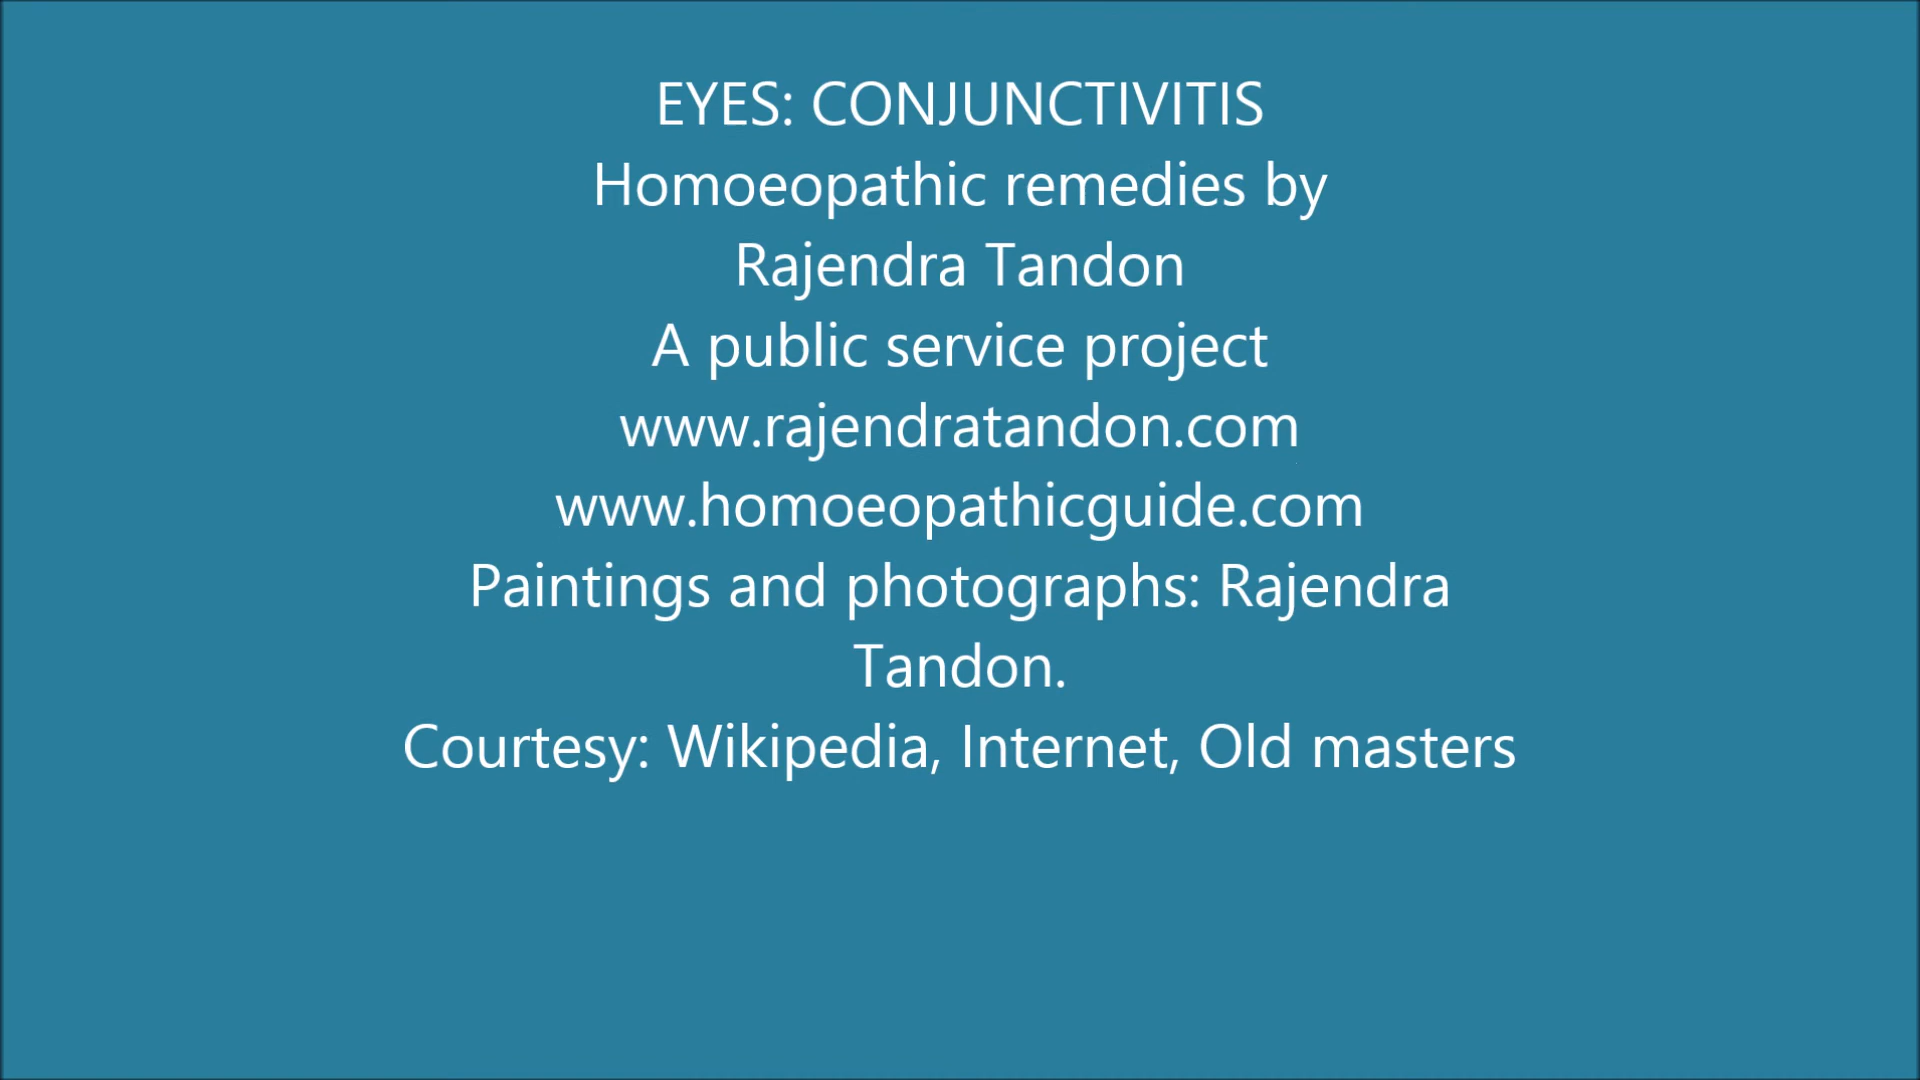 EYES: CONJUNCTIVITIS
Homoeopathic remedies by
Rajendra Tandon
A public service project
www.rajendratandon.com
www.homoeopathicguide.com
Paintings and photographs: Rajendra
Tandon.
Courtesy: Wikipedia, Internet, Old masters